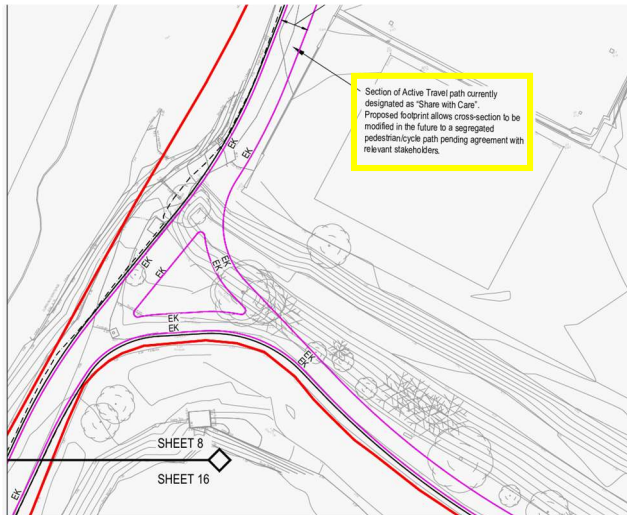 Section of Active Travel path currently
designated as "Share with Care".
Proposed footprint allows cross-section to be
modified in the future to a segregated
pedestrian/cycle path pending agreement with
relevant stakeholders.
EK
EK
EK
EK
EK
EK
EK
EK
EK
EK
EK
SHEET 8
SHEET 16
EK